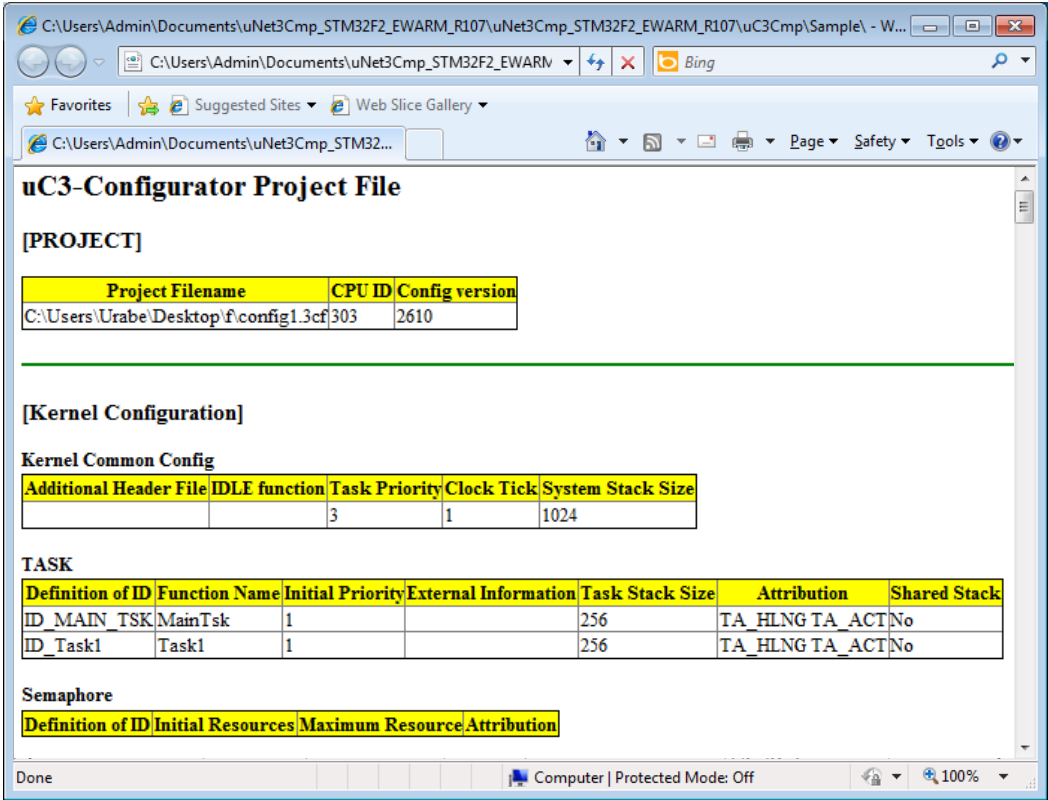 C:\Users\Admin\Documents\uNet3Cmp_STM32F2_EWARM_R107\uNet3Cmp_STM32F2_EWARM_R107\uC3Cmp\Sample\ - W...
C:\Users\Admin\Documents\uNet3Cmp_STM32F2_EWARM Bing
Favorites Suggested Sites Web Slice Gallery
C:\Users\Admin\Documents\uNet3Cmp_STM32... Page Safety Tools
uC3-Configurator Project File
[PROJECT]
Project Filename CPU ID Config version
C:\Users\Urabe\Desktop\f\config1.3cf 303 2610
[Kernel Configuration]
Kernel Common Config
Additional Header File IDLE function Task Priority Clock Tick System Stack Size
3 1 1024
TASK
Definition of ID Function Name Initial Priority External Information Task Stack Size Attribution Shared Stack
ID_MAIN_TSK MainTsk 1 256 TA_HLNG TA_ACT No
ID_Task1 Task1 1 256 TA_HLNG TA_ACT No
Semaphore
Definition of ID Initial Resources Maximum Resource Attribution
Done Computer | Protected Mode: Off 100%